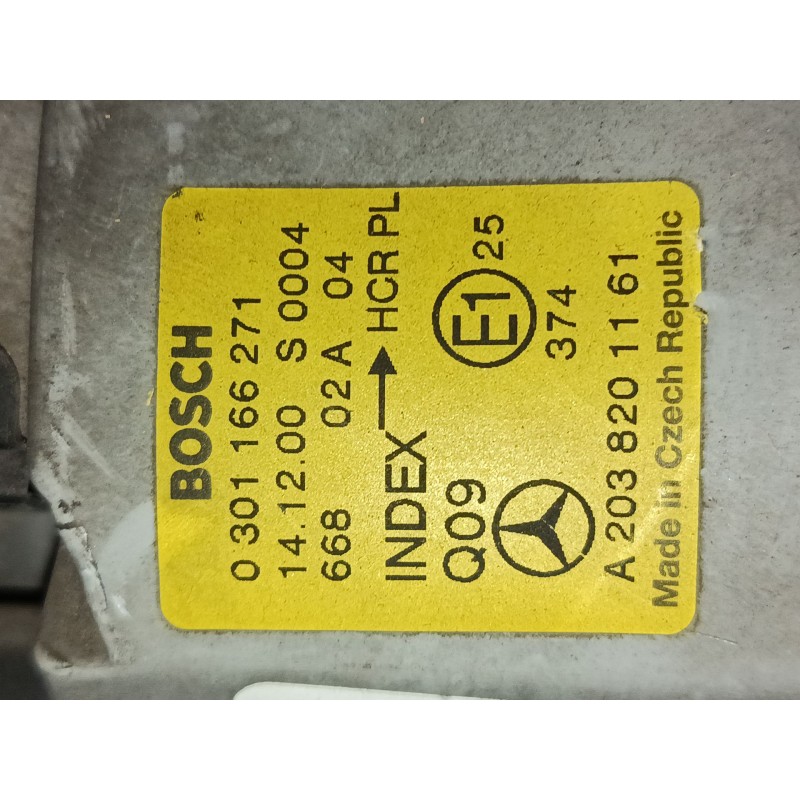 BOSCH
0 301 166 271
14.12.00 S 0004
668 02 A 04
INDEX → HCR PL
Q09 E1 25
374
A 203 820 11 61
Made in Czech Republic